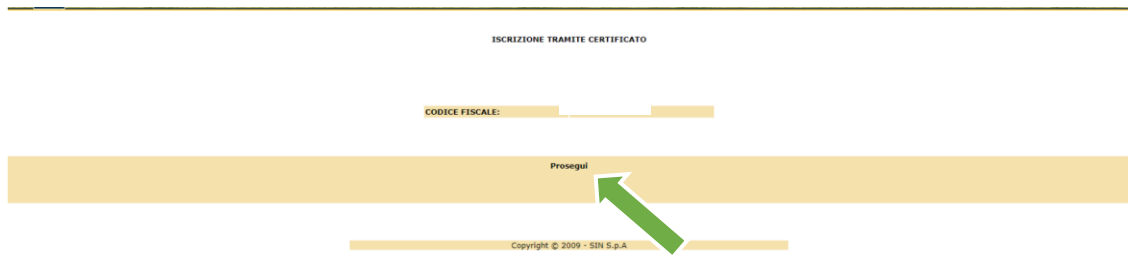 ISCRIZIONE TRAMITE CERTIFICATO
CODICE FISCALE:
Prosegui
Copyright © 2009 - SIN S.p.A